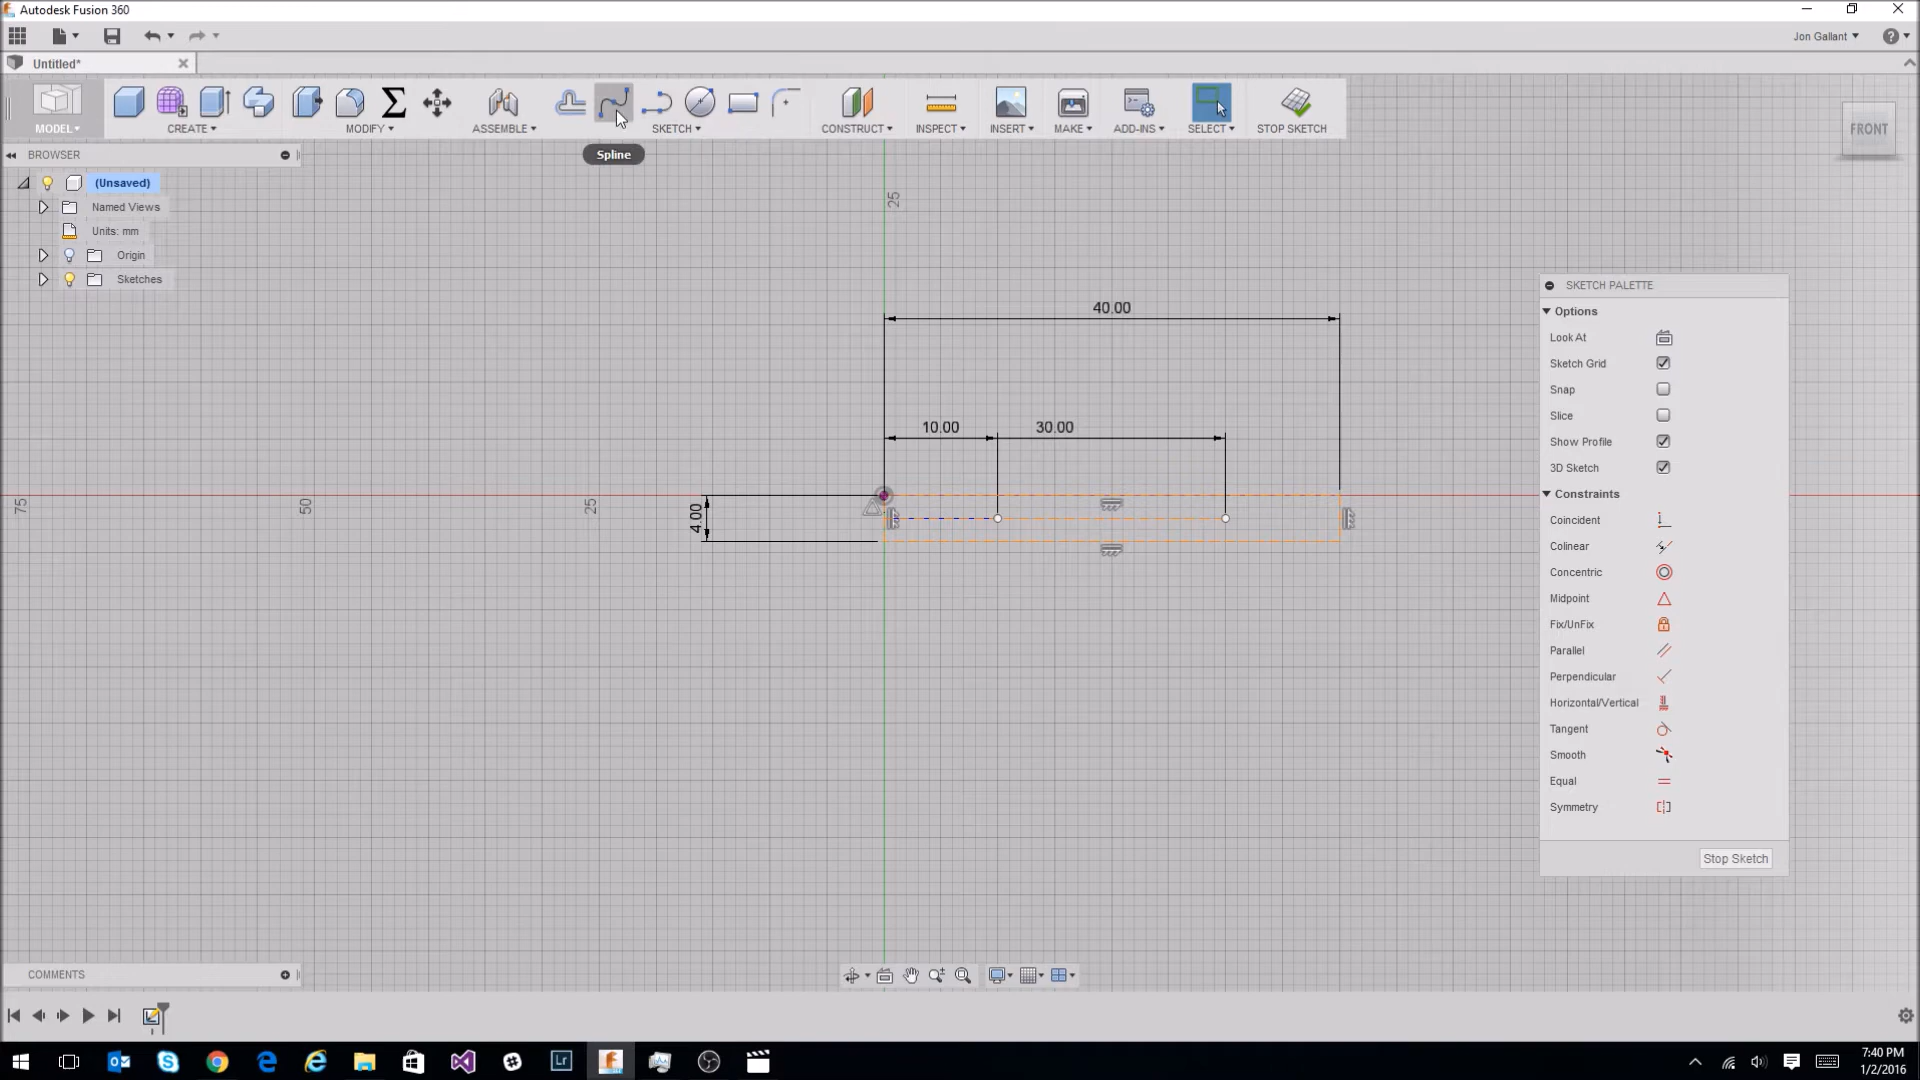 Autodesk Fusion 360
Jon Gallant
Untitled*
MODEL
CREATE
MODIFY
ASSEMBLE
SKETCH
CONSTRUCT
INSPECT
INSERT
MAKE
ADD-INS
SELECT
STOP SKETCH
FRONT
BROWSER
Spline
(Unsaved)
Named Views
Units: mm
Origin
Sketches
25
40.00
10.00
30.00
4.00
75
50
25
SKETCH PALETTE
Options
Look At
Sketch Grid
Snap
Slice
Show Profile
3D Sketch
Constraints
Coincident
Colinear
Concentric
Midpoint
Fix/UnFix
Parallel
Perpendicular
Horizontal/Vertical
Tangent
Smooth
Equal
Symmetry
Stop Sketch
COMMENTS
Lr
7:40 PM
1/2/2016